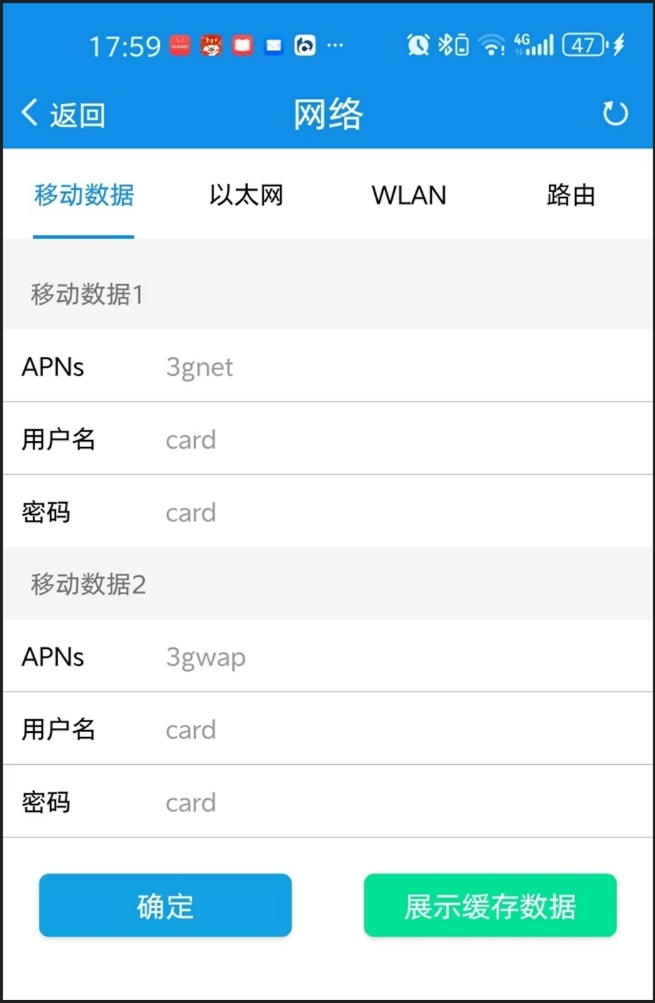 17:59 4G 47
返回 网络
移动数据 以太网 WLAN 路由
移动数据1
APNs 3gnet
用户名 card
密码 card
移动数据2
APNs 3gwap
用户名 card
密码 card
确定 展示缓存数据